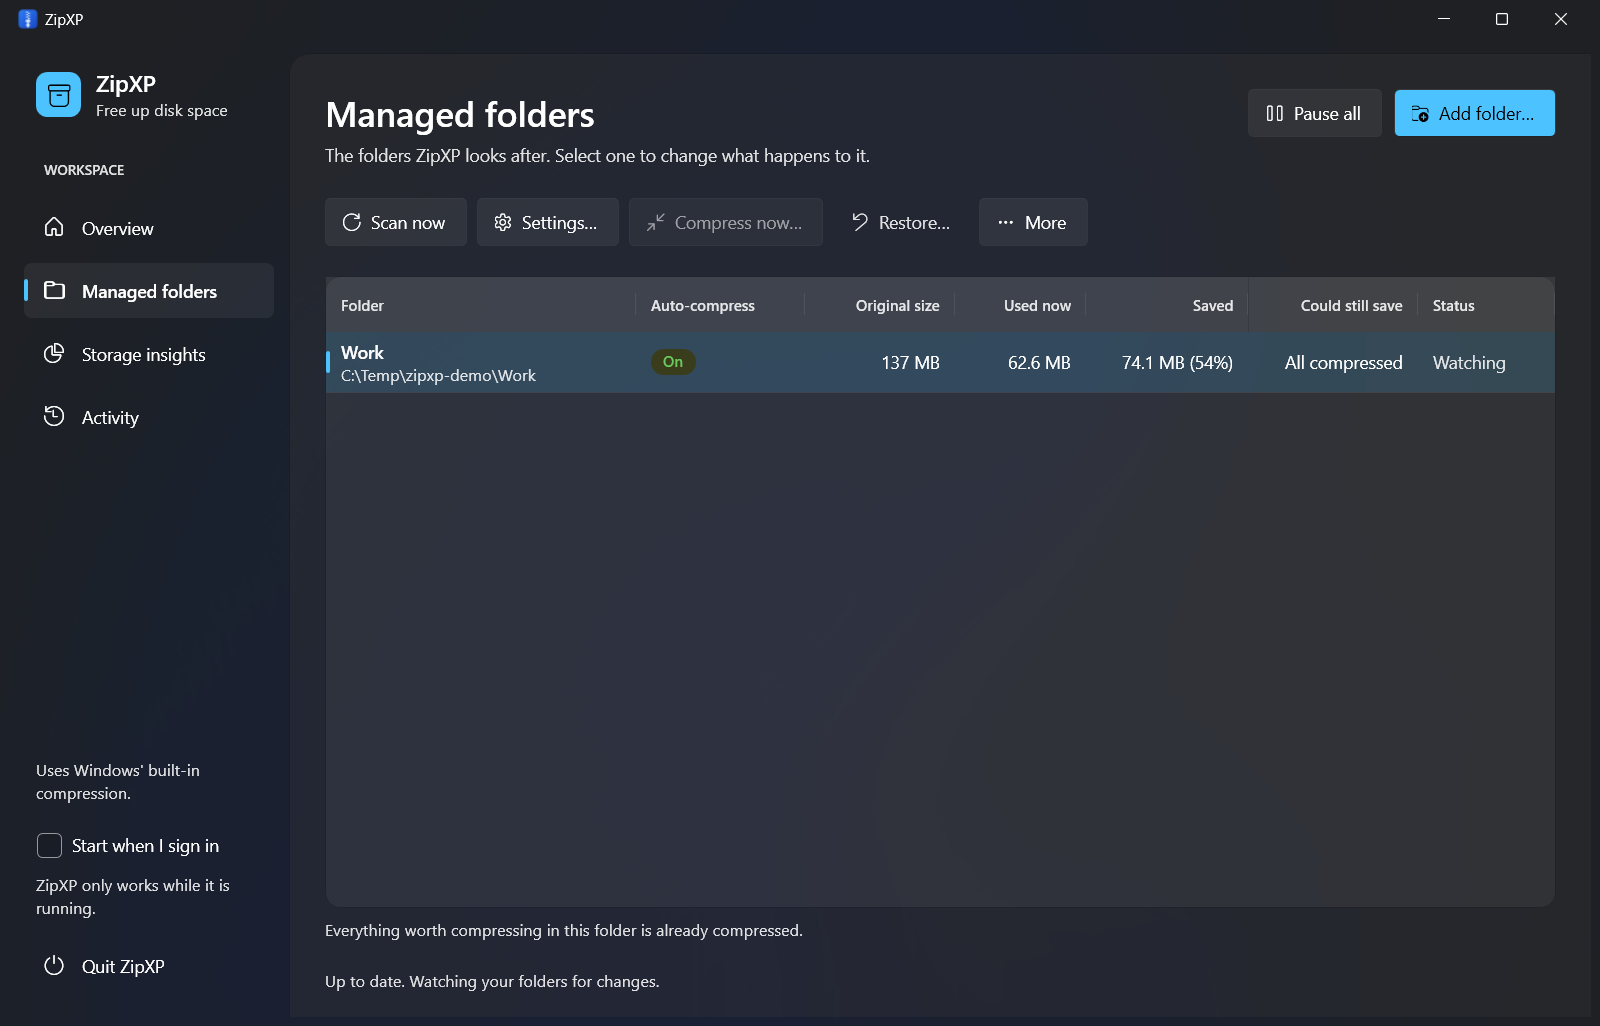 ZipXP
ZipXP
Free up disk space
WORKSPACE
Overview
Managed folders
Storage insights
Activity
Uses Windows' built-in
compression.
Start when I sign in
ZipXP only works while it is
running.
Quit ZipXP
Managed folders
The folders ZipXP looks after. Select one to change what happens to it.
Pause all
Add folder...
Scan now
Settings...
Compress now...
Restore...
More
Folder Auto-compress Original size Used now Saved Could still save Status
Work
C:\Temp\zipxp-demo\Work
On 137 MB 62.6 MB 74.1 MB (54%) All compressed Watching
Everything worth compressing in this folder is already compressed.
Up to date. Watching your folders for changes.